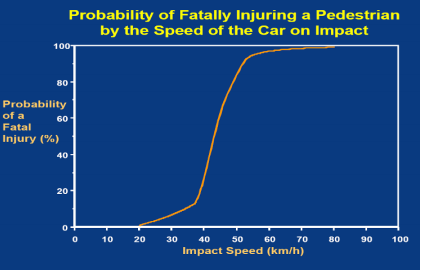 Probability of Fatally Injuring a Pedestrian
by the Speed of the Car on Impact
100
80
60
40
20
0
Probability
of a
Fatal
Injury (%)
0 10 20 30 40 50 60 70 80 90 100
Impact Speed (km/h)